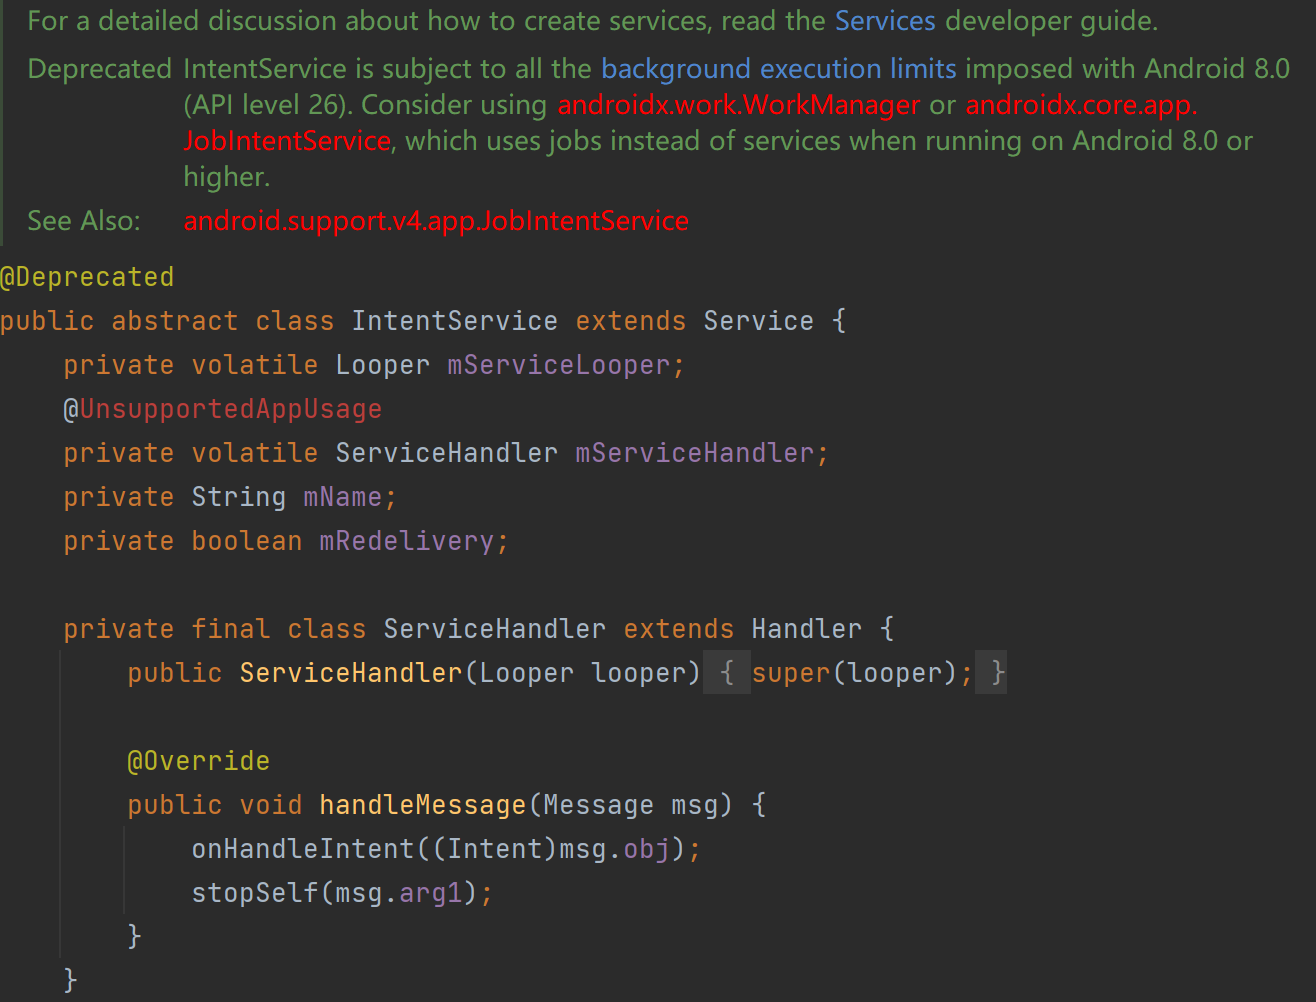 For a detailed discussion about how to create services, read the Services developer guide.
Deprecated IntentService is subject to all the background execution limits imposed with Android 8.0
(API level 26). Consider using androidx.work.WorkManager or androidx.core.app.
JobIntentService, which uses jobs instead of services when running on Android 8.0 or
higher.
See Also: android.support.v4.app.JobIntentService
@Deprecated
public abstract class IntentService extends Service {
    private volatile Looper mServiceLooper;
    @UnsupportedAppUsage
    private volatile ServiceHandler mServiceHandler;
    private String mName;
    private boolean mRedelivery;
    private final class ServiceHandler extends Handler {
        public ServiceHandler(Looper looper) { super(looper); }
        @Override
        public void handleMessage(Message msg) {
            onHandleIntent((Intent)msg.obj);
            stopSelf(msg.arg1);
        }
    }